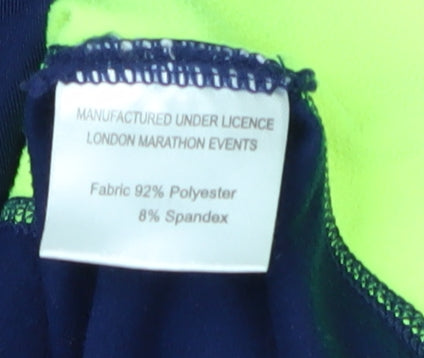 MANUFACTURED UNDER LICENCE
LONDON MARATHON EVENTS
Fabric 92% Polyester
8% Spandex